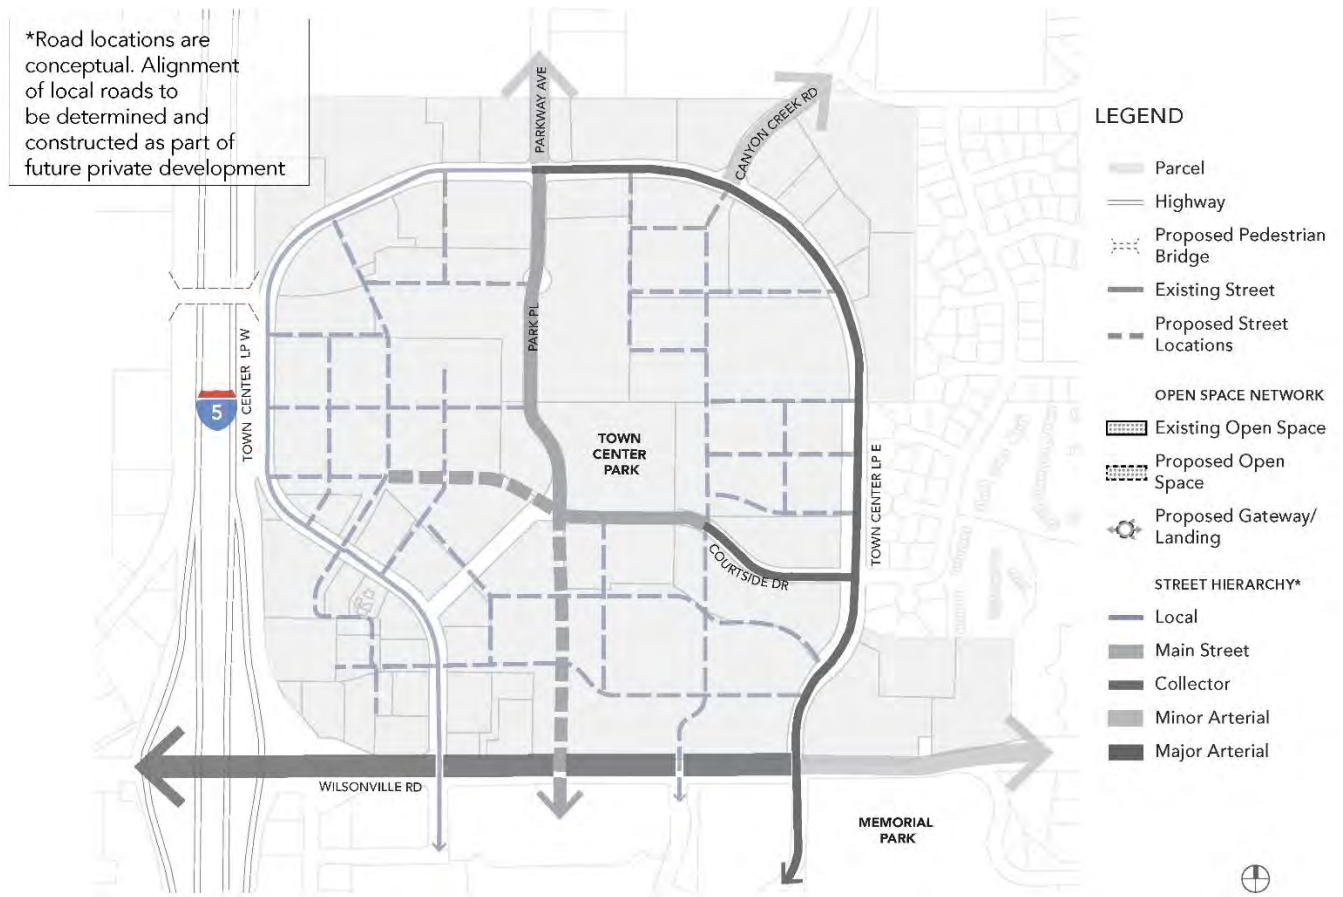 *Road locations are
conceptual. Alignment
of local roads to
be determined and
constructed as part of
future private development
PARKWAY AVE
CANYON CREEK RD
PARK PL
TOWN CENTER LP W
5
TOWN
CENTER
PARK
TOWN CENTER LP E
COURTSIDE DR
WILSONVILLE RD
MEMORIAL
PARK
LEGEND
Parcel
Highway
Proposed Pedestrian
Bridge
Existing Street
Proposed Street
Locations
OPEN SPACE NETWORK
Existing Open Space
Proposed Open
Space
Proposed Gateway/
Landing
STREET HIERARCHY*
Local
Main Street
Collector
Minor Arterial
Major Arterial